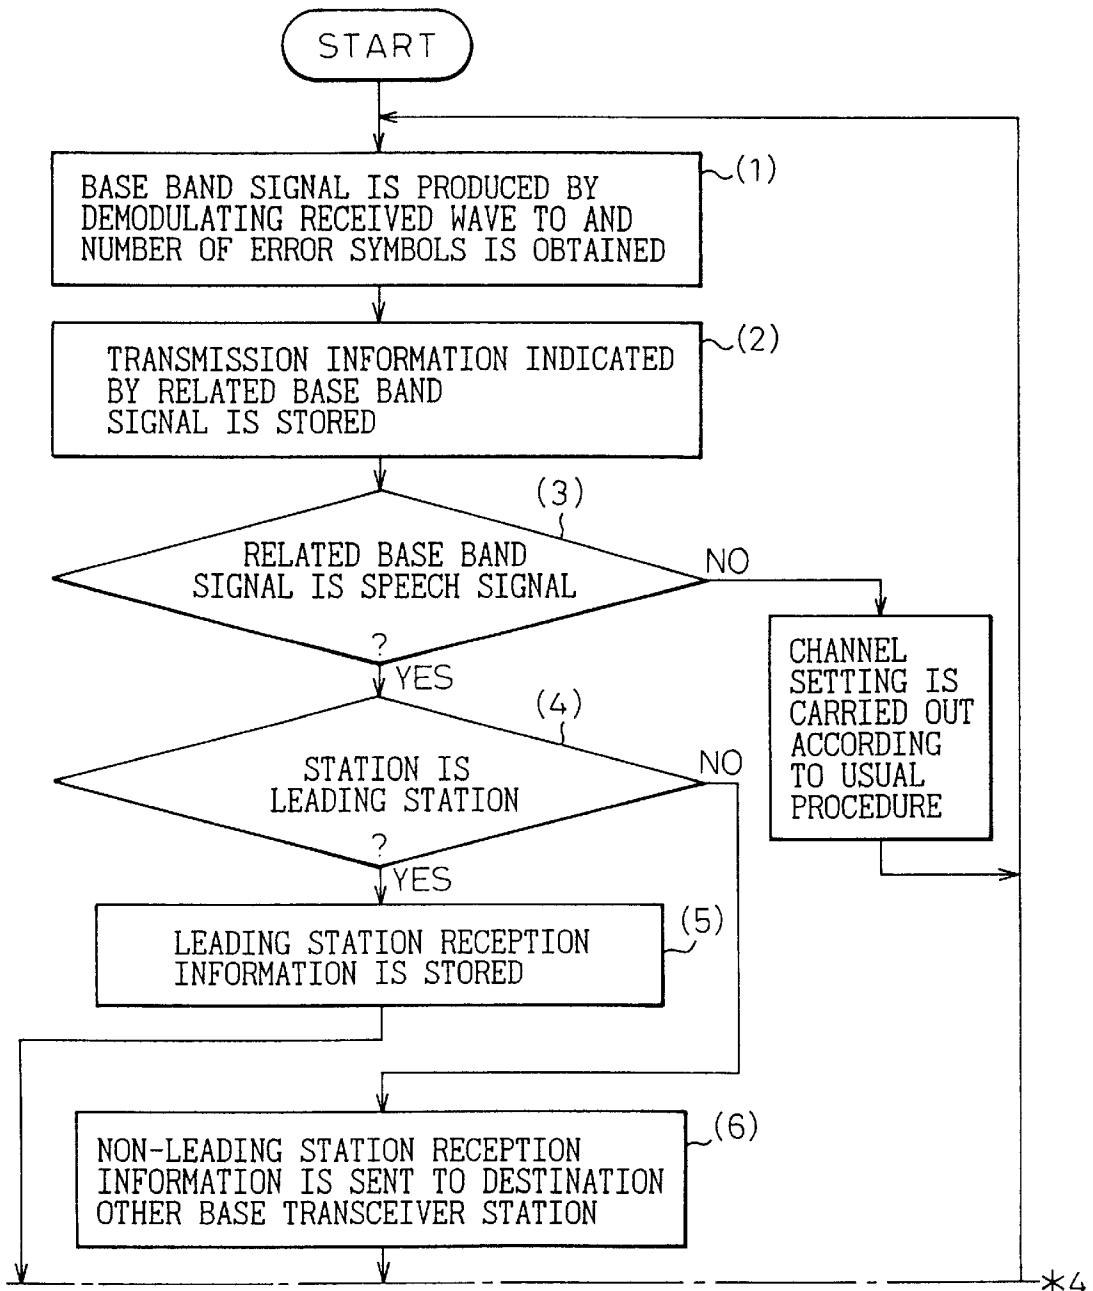 START
(1)
BASE BAND SIGNAL IS PRODUCED BY
DEMODULATING RECEIVED WAVE TO AND
NUMBER OF ERROR SYMBOLS IS OBTAINED
(2)
TRANSMISSION INFORMATION INDICATED
BY RELATED BASE BAND
SIGNAL IS STORED
(3)
RELATED BASE BAND
SIGNAL IS SPEECH SIGNAL
?
NO
YES
CHANNEL
SETTING IS
CARRIED OUT
ACCORDING
TO USUAL
PROCEDURE
(4)
STATION IS
LEADING STATION
?
NO
YES
(5)
LEADING STATION RECEPTION
INFORMATION IS STORED
(6)
NON-LEADING STATION RECEPTION
INFORMATION IS SENT TO DESTINATION
OTHER BASE TRANSCEIVER STATION
*4